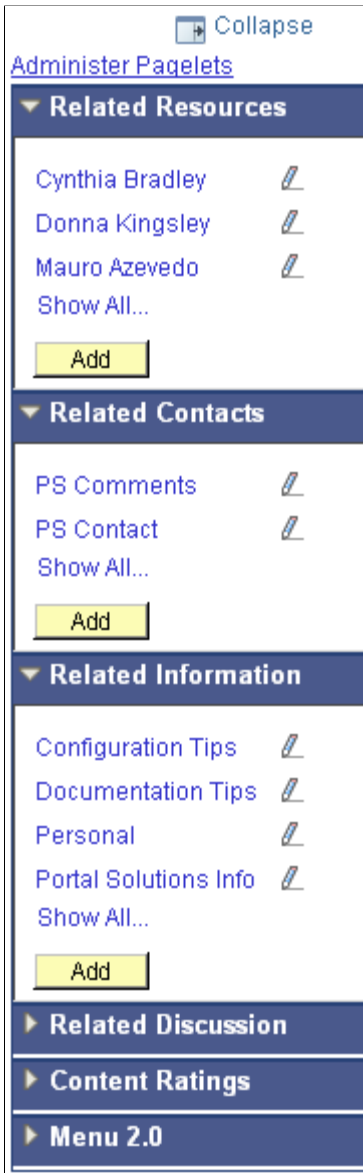 Collapse
Administer Pagelets
Related Resources
Cynthia Bradley
Donna Kingsley
Mauro Azevedo
Show All...
Add
Related Contacts
PS Comments
PS Contact
Show All...
Add
Related Information
Configuration Tips
Documentation Tips
Personal
Portal Solutions Info
Show All...
Add
Related Discussion
Content Ratings
Menu 2.0